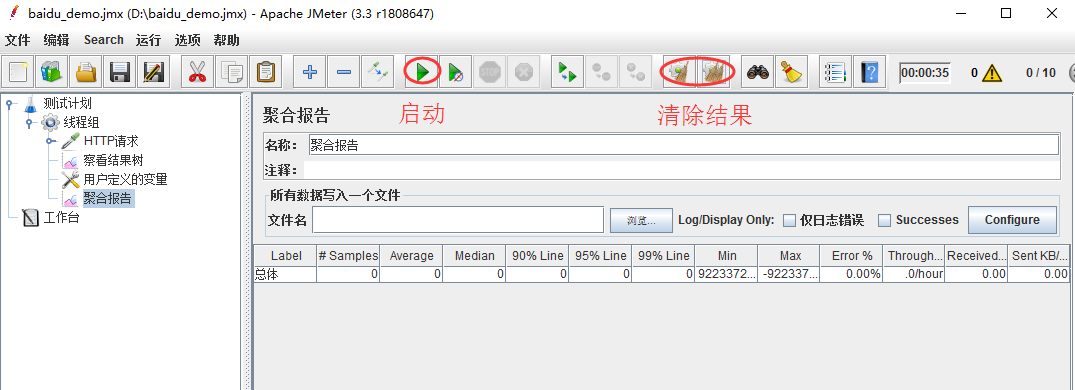 baidu_demo.jmx (D:\baidu_demo.jmx) - Apache JMeter (3.3 r1808647)
文件 编辑 Search 运行 选项 帮助
STOP 00:00:35 0 0 / 10
启动 清除结果
测试计划
线程组
HTTP请求
察看结果树
用户定义的变量
聚合报告
工作台
聚合报告
名称: 聚合报告
注释:
所有数据写入一个文件
文件名 浏览... Log/Display Only: 仅日志错误 Successes Configure
Label # Samples Average Median 90% Line 95% Line 99% Line Min Max Error % Through... Received... Sent KB/...
总体 0 0 0 0 0 0 9223372... -922337... 0.00% .0/hour 0.00 0.00